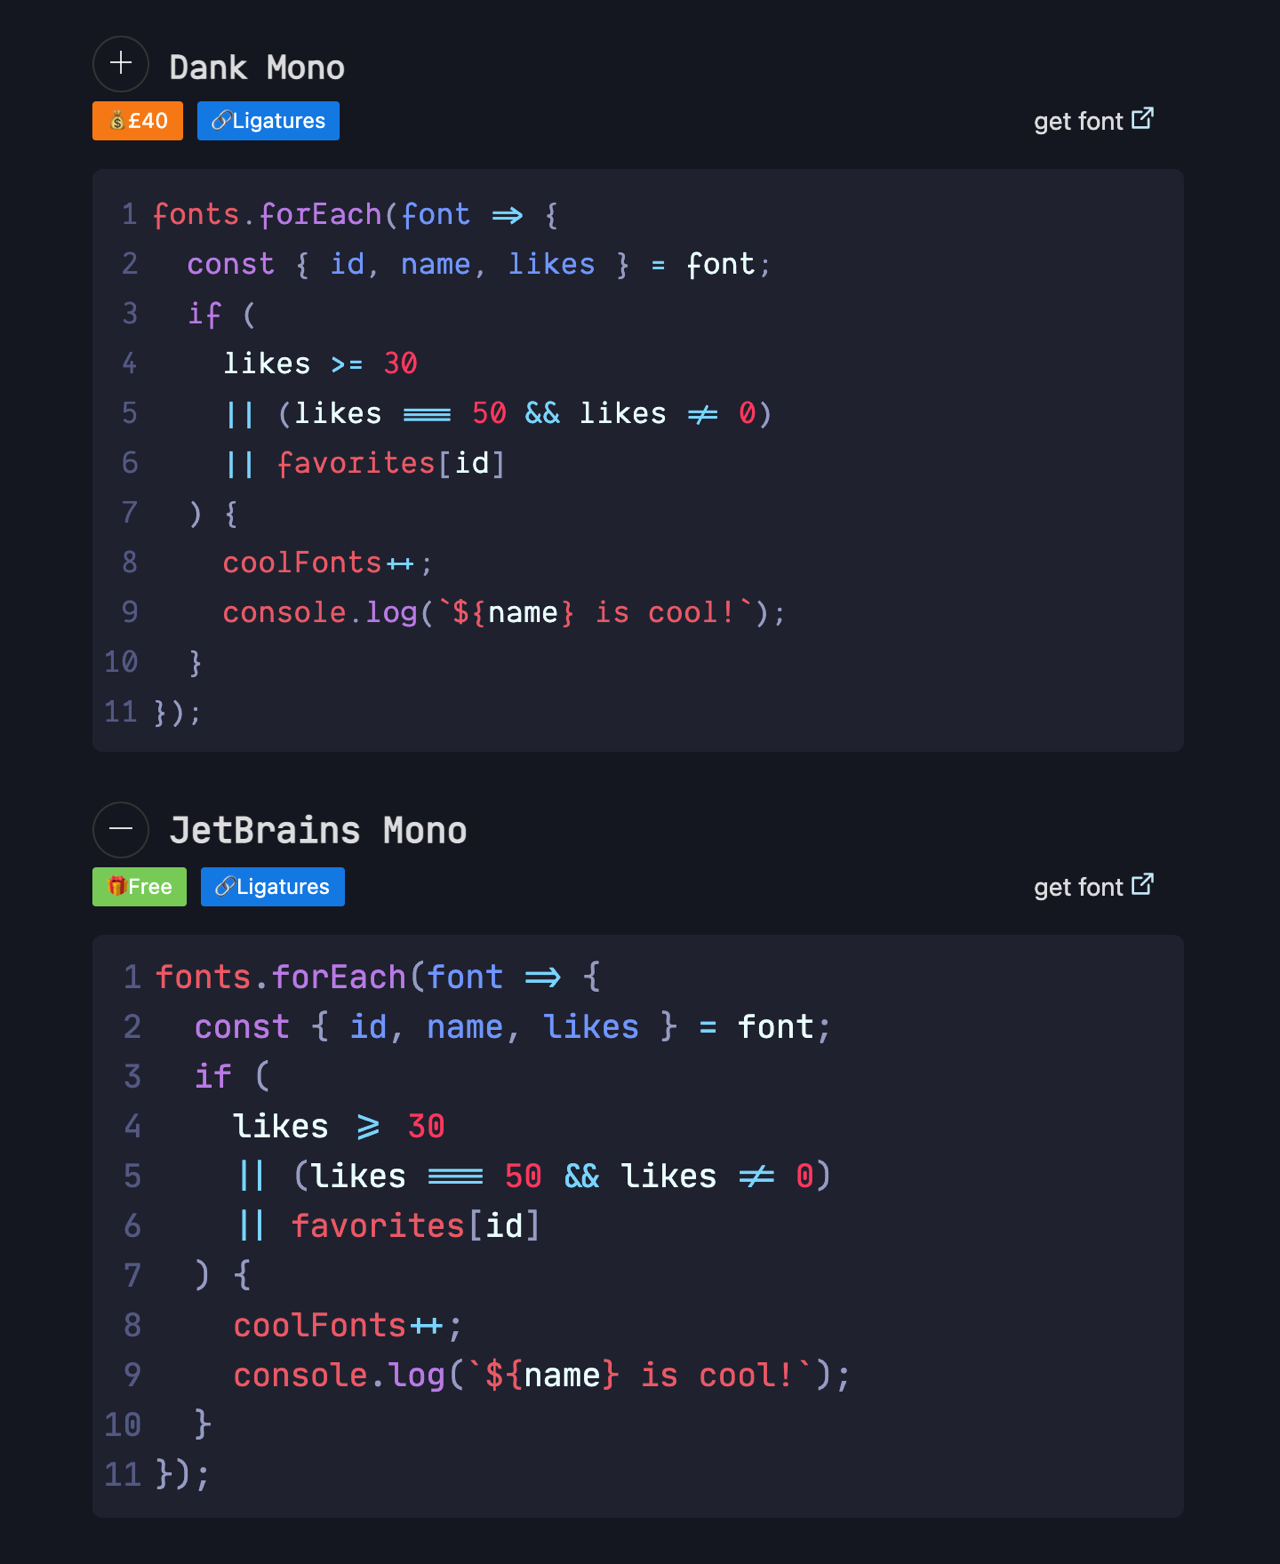 Dank Mono
💰£40 🔗Ligatures get font
1 fonts.forEach(font => {
2   const { id, name, likes } = font;
3   if (
4     likes >= 30
5     || (likes === 50 && likes != 0)
6     || favorites[id]
7   ) {
8     coolFonts++;
9     console.log(`${name} is cool!`);
10   }
11 });
JetBrains Mono
🎁Free 🔗Ligatures get font
1 fonts.forEach(font => {
2   const { id, name, likes } = font;
3   if (
4     likes >= 30
5     || (likes === 50 && likes != 0)
6     || favorites[id]
7   ) {
8     coolFonts++;
9     console.log(`${name} is cool!`);
10   }
11 });